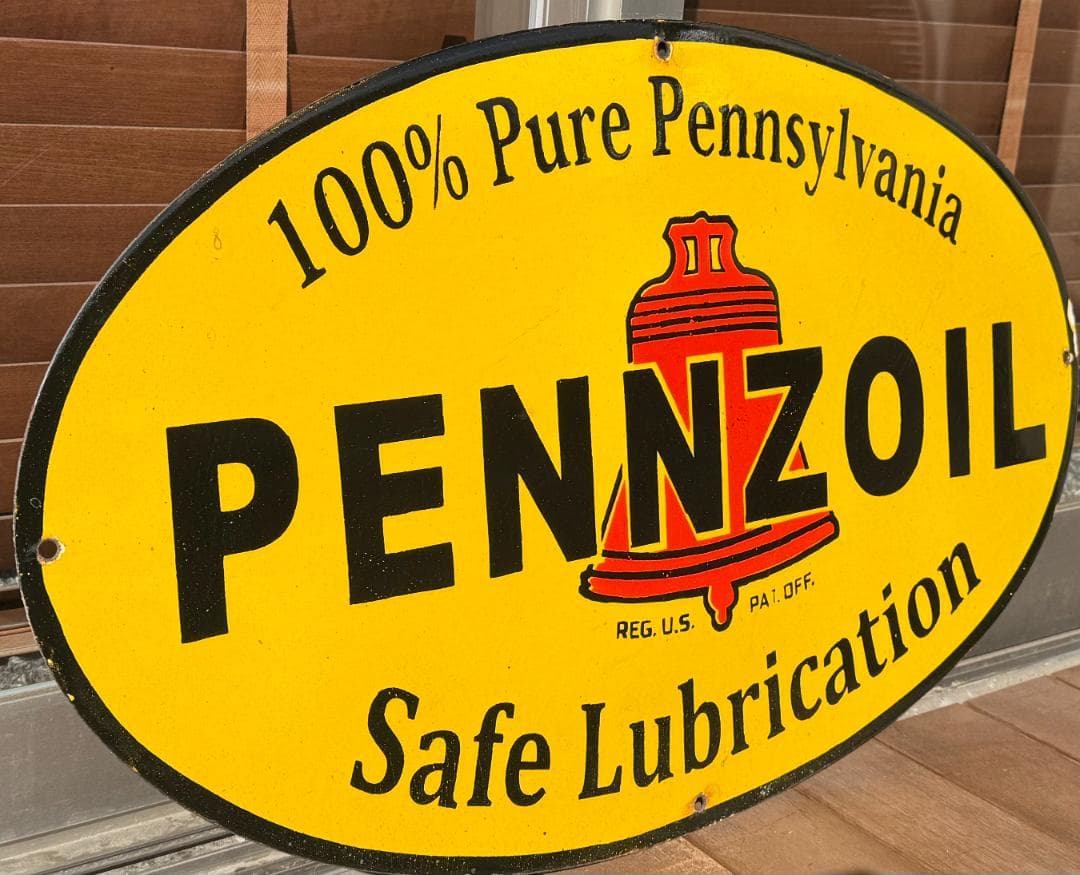 100% Pure Pennsylvania
PENNZOIL
REG. U.S. PAT. OFF.
Safe Lubrication